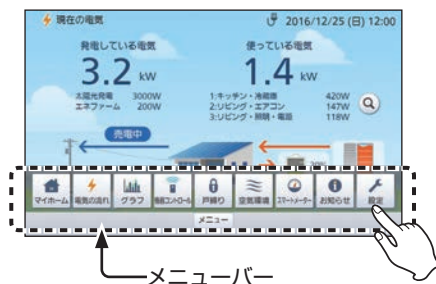 現在の電気
2016/12/25 (日) 12:00
発電している電気
3.2 kW
太陽光発電 3000W
エネファーム 200W
使っている電気
1.4 kW
1:キッチン・冷蔵庫 420W
2:リビング・エアコン 147W
3:リビング・照明・電話 118W
売電中
20%
マイホーム 電気の流れ グラフ 機器コントロール 戸締り 空気環境 スマートメーター お知らせ 設定
メニュー
メニューバー